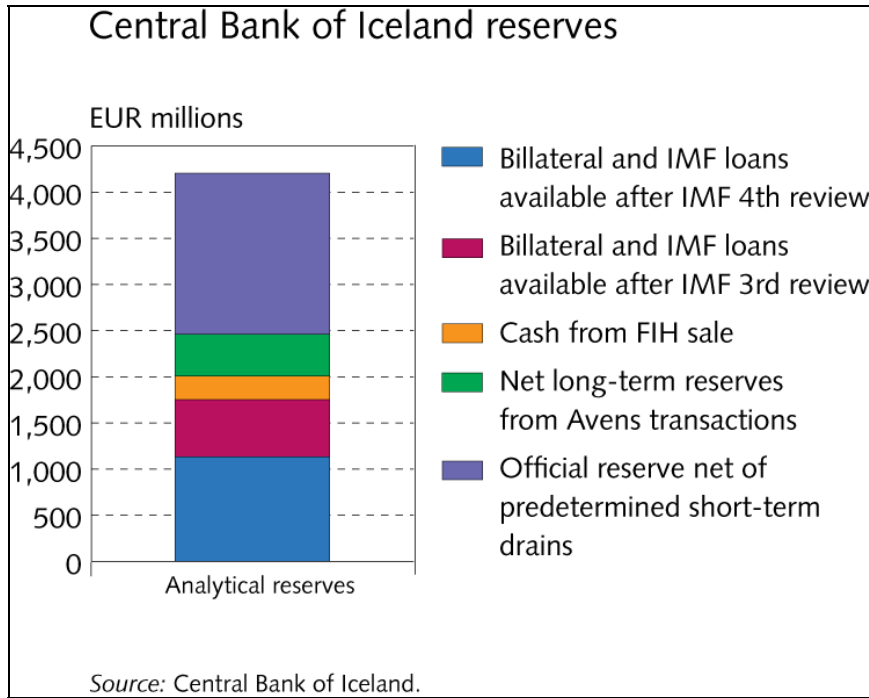 Central Bank of Iceland reserves
EUR millions
4,500
4,000
3,500
3,000
2,500
2,000
1,500
1,000
500
0
Analytical reserves
Billateral and IMF loans
available after IMF 4th review
Billateral and IMF loans
available after IMF 3rd review
Cash from FIH sale
Net long-term reserves
from Avens transactions
Official reserve net of
predetermined short-term
drains
Source: Central Bank of Iceland.